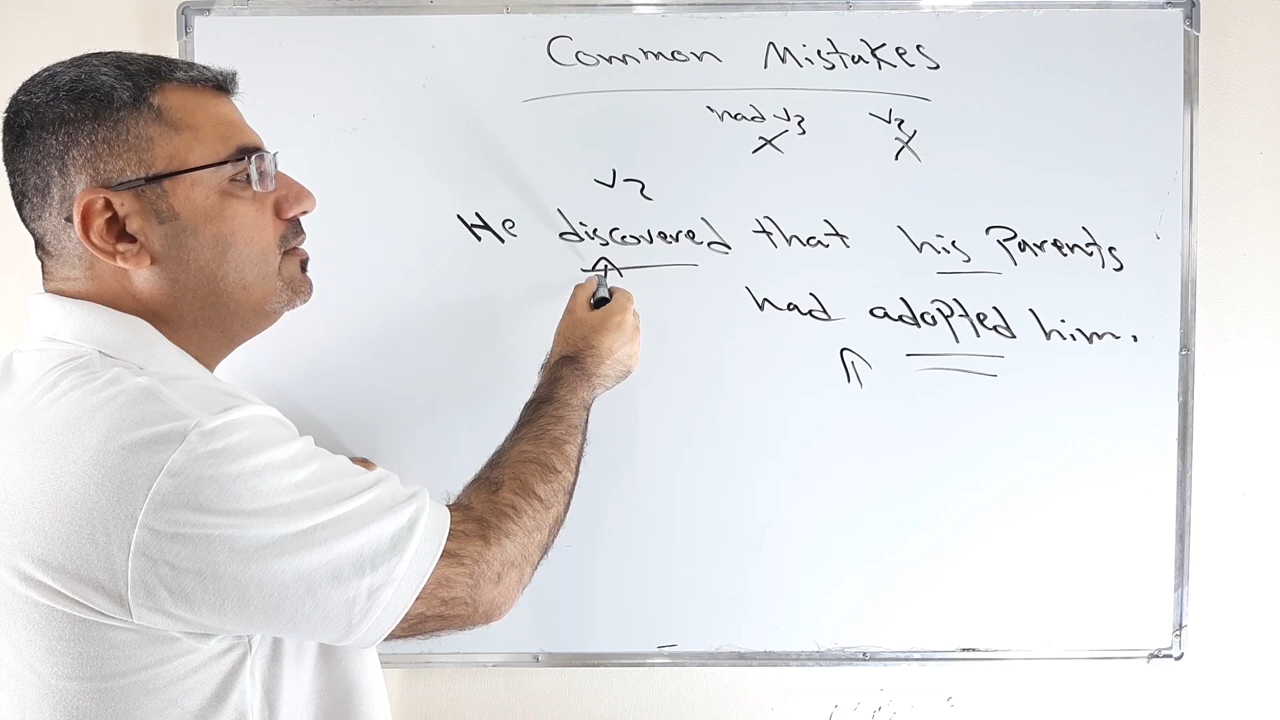 Common Mistakes
had v3 v2
v2
He discovered that his Parents
had adopted him.